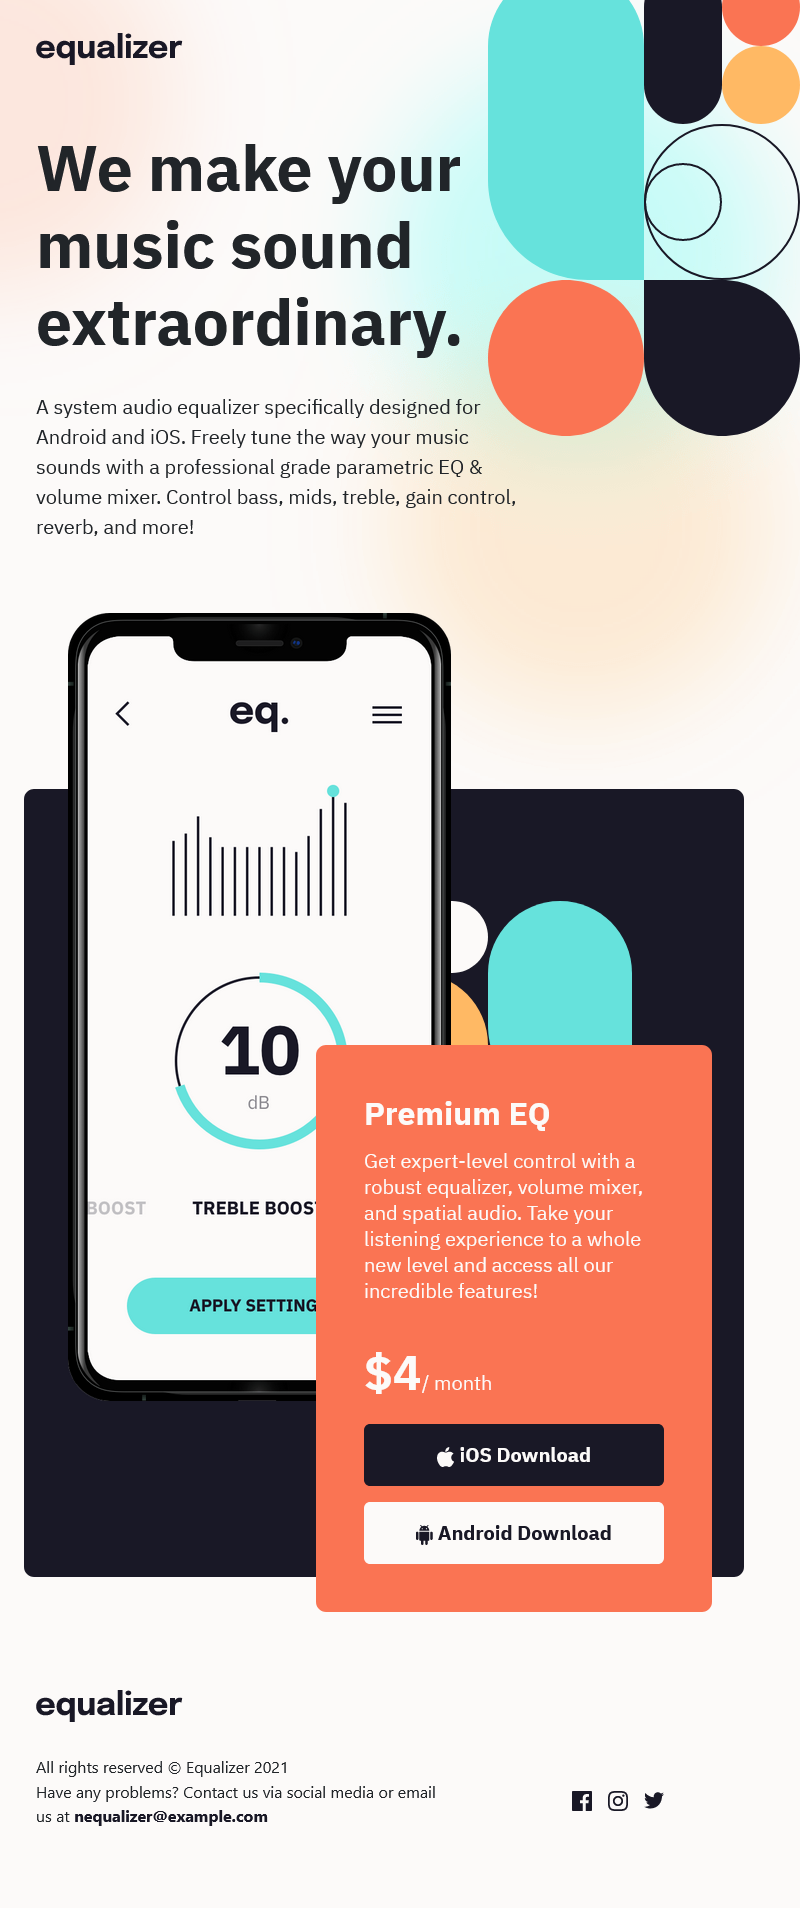 equalizer
We make your
music sound
extraordinary.
A system audio equalizer specifically designed for
Android and iOS. Freely tune the way your music
sounds with a professional grade parametric EQ &
volume mixer. Control bass, mids, treble, gain control,
reverb, and more!
eq.
10
dB
BOOST TREBLE BOOST
APPLY SETTING
Premium EQ
Get expert-level control with a
robust equalizer, volume mixer,
and spatial audio. Take your
listening experience to a whole
new level and access all our
incredible features!
$4/ month
iOS Download
Android Download
equalizer
All rights reserved © Equalizer 2021
Have any problems? Contact us via social media or email
us at nequalizer@example.com